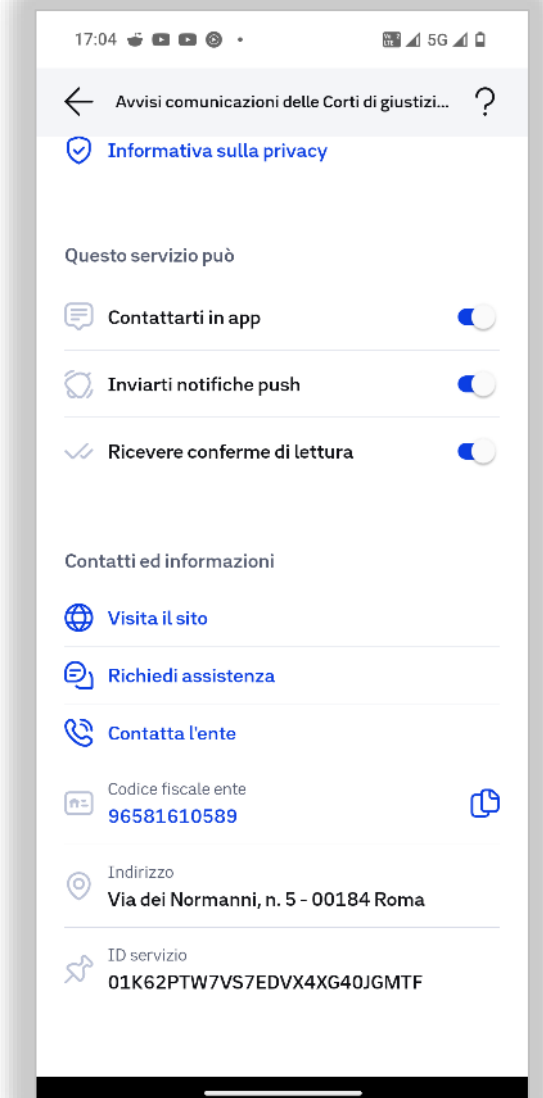 17:04
5G
Avvisi comunicazioni delle Corti di giustizi...
Informativa sulla privacy
Questo servizio può
Contattarti in app
Inviarti notifiche push
Ricevere conferme di lettura
Contatti ed informazioni
Visita il sito
Richiedi assistenza
Contatta l'ente
Codice fiscale ente
96581610589
Indirizzo
Via dei Normanni, n. 5 - 00184 Roma
ID servizio
01K62PTW7VS7EDVX4XG40JGMTF